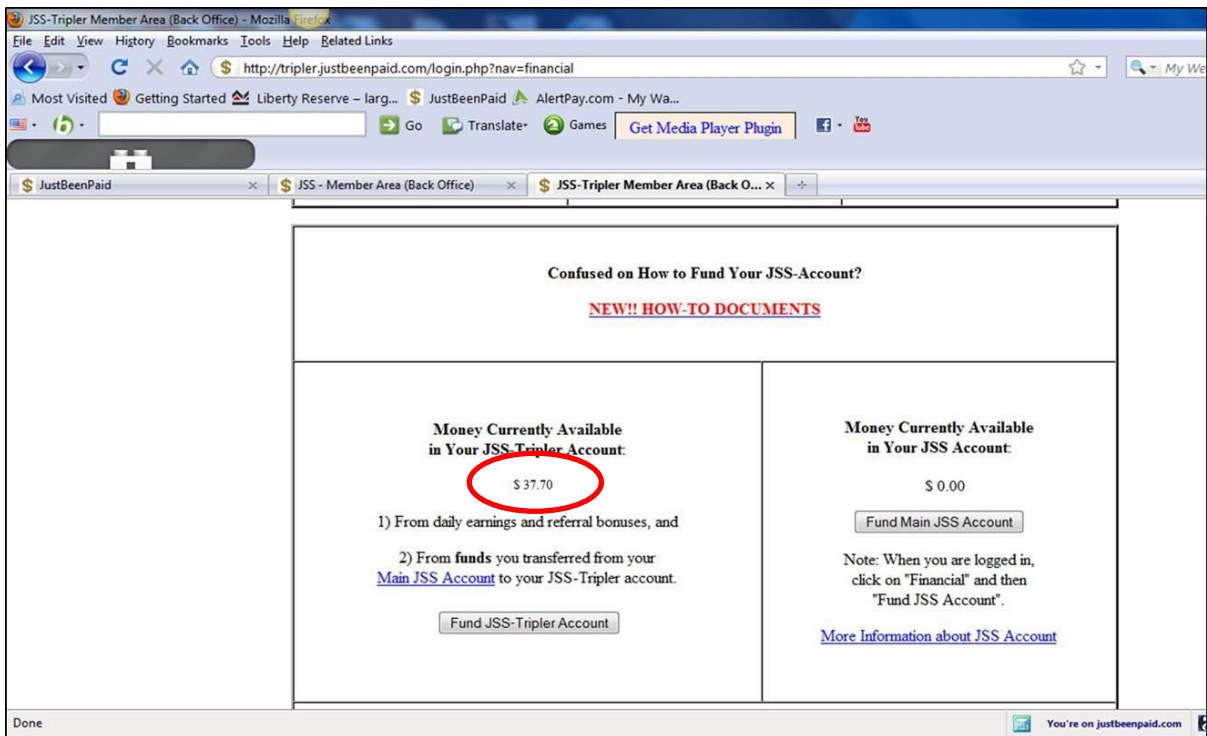 JSS-Tripler Member Area (Back Office) - Mozilla Firefox
File Edit View History Bookmarks Tools Help Related Links
http://tripler.justbeenpaid.com/login.php?nav=financial My We
Most Visited Getting Started Liberty Reserve – larg... JustBeenPaid AlertPay.com - My Wa...
Go Translate Games Get Media Player Plugin You Tube
JustBeenPaid JSS - Member Area (Back Office) JSS-Tripler Member Area (Back O...
Confused on How to Fund Your JSS-Account?
NEW!! HOW-TO DOCUMENTS
Money Currently Available
in Your JSS-Tripler Account:
$ 37.70
1) From daily earnings and referral bonuses, and
2) From funds you transferred from your
Main JSS Account to your JSS-Tripler account.
Fund JSS-Tripler Account
Money Currently Available
in Your JSS Account:
$ 0.00
Fund Main JSS Account
Note: When you are logged in,
click on "Financial" and then
"Fund JSS Account".
More Information about JSS Account
Done You're on justbeenpaid.com